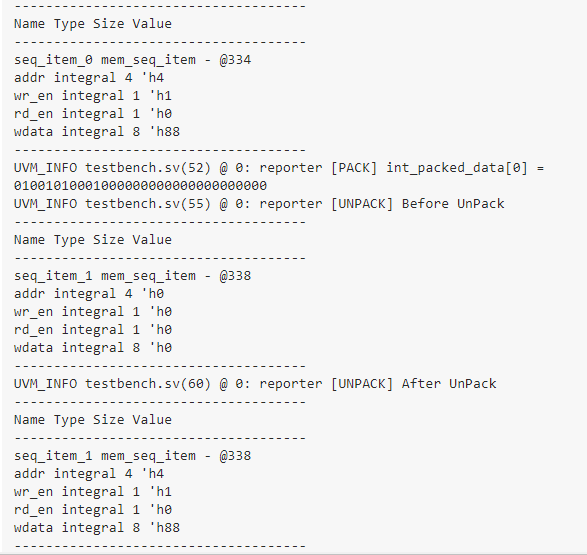 -------------------------------------
Name Type Size Value
-------------------------------------
seq_item_0 mem_seq_item - @334
addr integral 4 'h4
wr_en integral 1 'h1
rd_en integral 1 'h0
wdata integral 8 'h88
-------------------------------------
UVM_INFO testbench.sv(52) @ 0: reporter [PACK] int_packed_data[0] =
01001010001000000000000000000000
UVM_INFO testbench.sv(55) @ 0: reporter [UNPACK] Before UnPack
-------------------------------------
Name Type Size Value
-------------------------------------
seq_item_1 mem_seq_item - @338
addr integral 4 'h0
wr_en integral 1 'h0
rd_en integral 1 'h0
wdata integral 8 'h0
-------------------------------------
UVM_INFO testbench.sv(60) @ 0: reporter [UNPACK] After UnPack
-------------------------------------
Name Type Size Value
-------------------------------------
seq_item_1 mem_seq_item - @338
addr integral 4 'h4
wr_en integral 1 'h1
rd_en integral 1 'h0
wdata integral 8 'h88
-------------------------------------